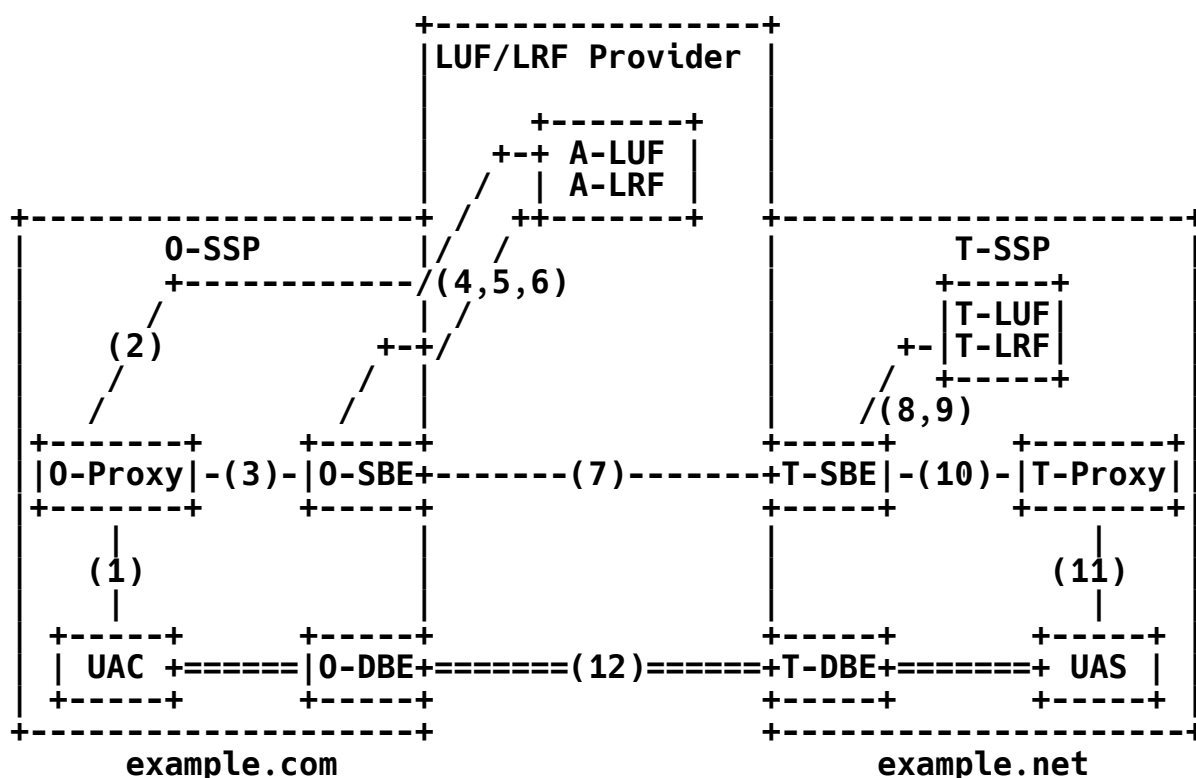 LUF/LRF Provider
A-LUF
A-LRF
O-SSP T-SSP
(4,5,6)
T-LUF
(2) T-LRF
(8,9)
O-Proxy (3) O-SBE (7) T-SBE (10) T-Proxy
(1) (11)
UAC O-DBE (12) T-DBE UAS
example.com example.net